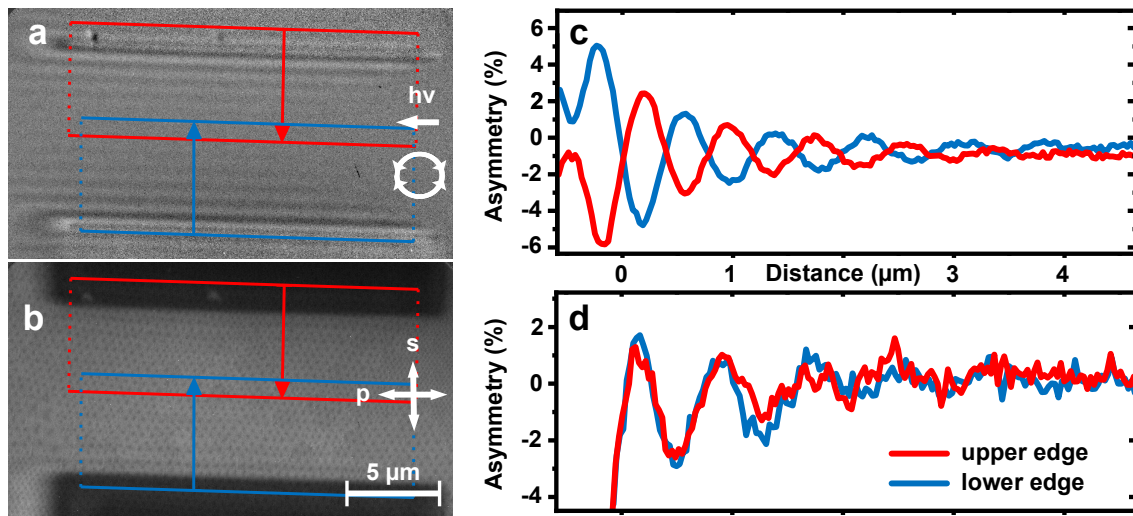 a
hν
b
s
p
5 µm
c
Asymmetry (%)
6
4
2
0
-2
-4
-6
0
1
Distance (µm)
3
4
d
Asymmetry (%)
2
0
-2
-4
upper edge
lower edge